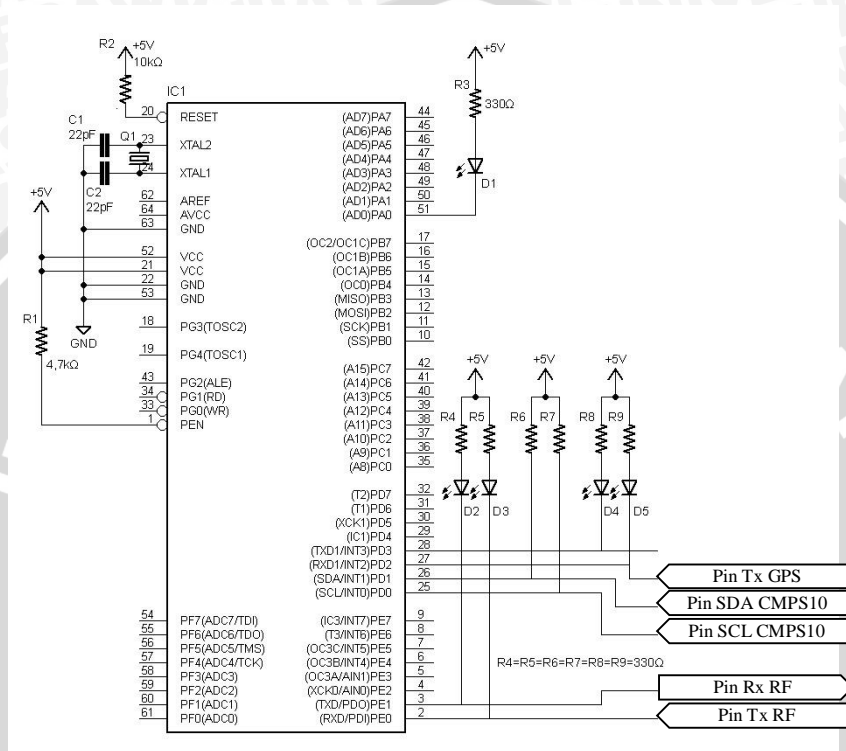 R2
+5V
10kΩ
IC1
C1
22pF
Q1
C2
22pF
+5V
R1
4,7kΩ
GND
20 RESET
23 XTAL2
24 XTAL1
62 AREF
64 AVCC
63 GND
52 VCC
21 VCC
22 GND
53 GND
18 PG3(TOSC2)
19 PG4(TOSC1)
43 PG2(ALE)
34 PG1(RD)
33 PG0(WR)
1 PEN
54 PF7(ADC7/TDI)
55 PF6(ADC6/TDO)
56 PF5(ADC5/TMS)
57 PF4(ADC4/TCK)
58 PF3(ADC3)
59 PF2(ADC2)
60 PF1(ADC1)
61 PF0(ADC0)
(AD7)PA7 44
(AD6)PA6 45
(AD5)PA5 46
(AD4)PA4 47
(AD3)PA3 48
(AD2)PA2 49
(AD1)PA1 50
(AD0)PA0 51
(OC2/OC1C)PB7 17
(OC1B)PB6 16
(OC1A)PB5 15
(OC0)PB4 14
(MISO)PB3 13
(MOSI)PB2 12
(SCK)PB1 11
(SS)PB0 10
(A15)PC7 42
(A14)PC6 41
(A13)PC5 40
(A12)PC4 39
(A11)PC3 38
(A10)PC2 37
(A9)PC1 36
(A8)PC0 35
(T2)PD7 32
(T1)PD6 31
(XCK1)PD5 30
(IC1)PD4 29
(TXD1/INT3)PD3 28
(RXD1/INT2)PD2 27
(SDA/INT1)PD1 26
(SCL/INT0)PD0 25
(IC3/INT7)PE7 9
(T3/INT6)PE6 8
(OC3C/INT5)PE5 7
(OC3B/INT4)PE4 6
(OC3A/AIN1)PE3 5
(XCK0/AIN0)PE2 4
(TXD/PDO)PE1 3
(RXD/PDI)PE0 2
+5V
R3
330Ω
D1
+5V +5V +5V
R4 R5 R6 R7 R8 R9
D2 D3 D4 D5
Pin Tx GPS
Pin SDA CMPS10
Pin SCL CMPS10
R4=R5=R6=R7=R8=R9=330Ω
Pin Rx RF
Pin Tx RF